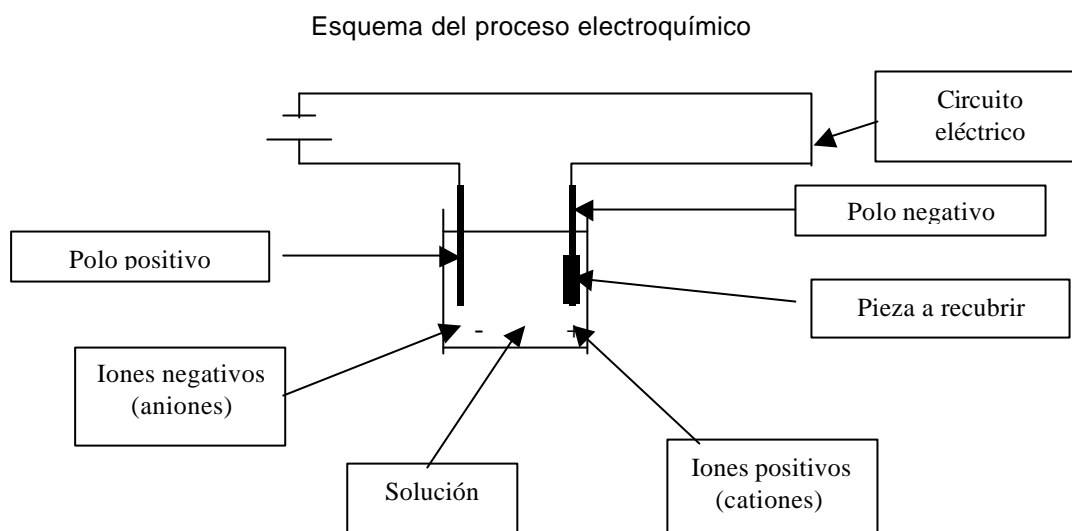 Esquema del proceso electroquímico
Circuito
eléctrico
Polo negativo
Polo positivo
Pieza a recubrir
-
+
Iones negativos
(aniones)
Solución
Iones positivos
(cationes)